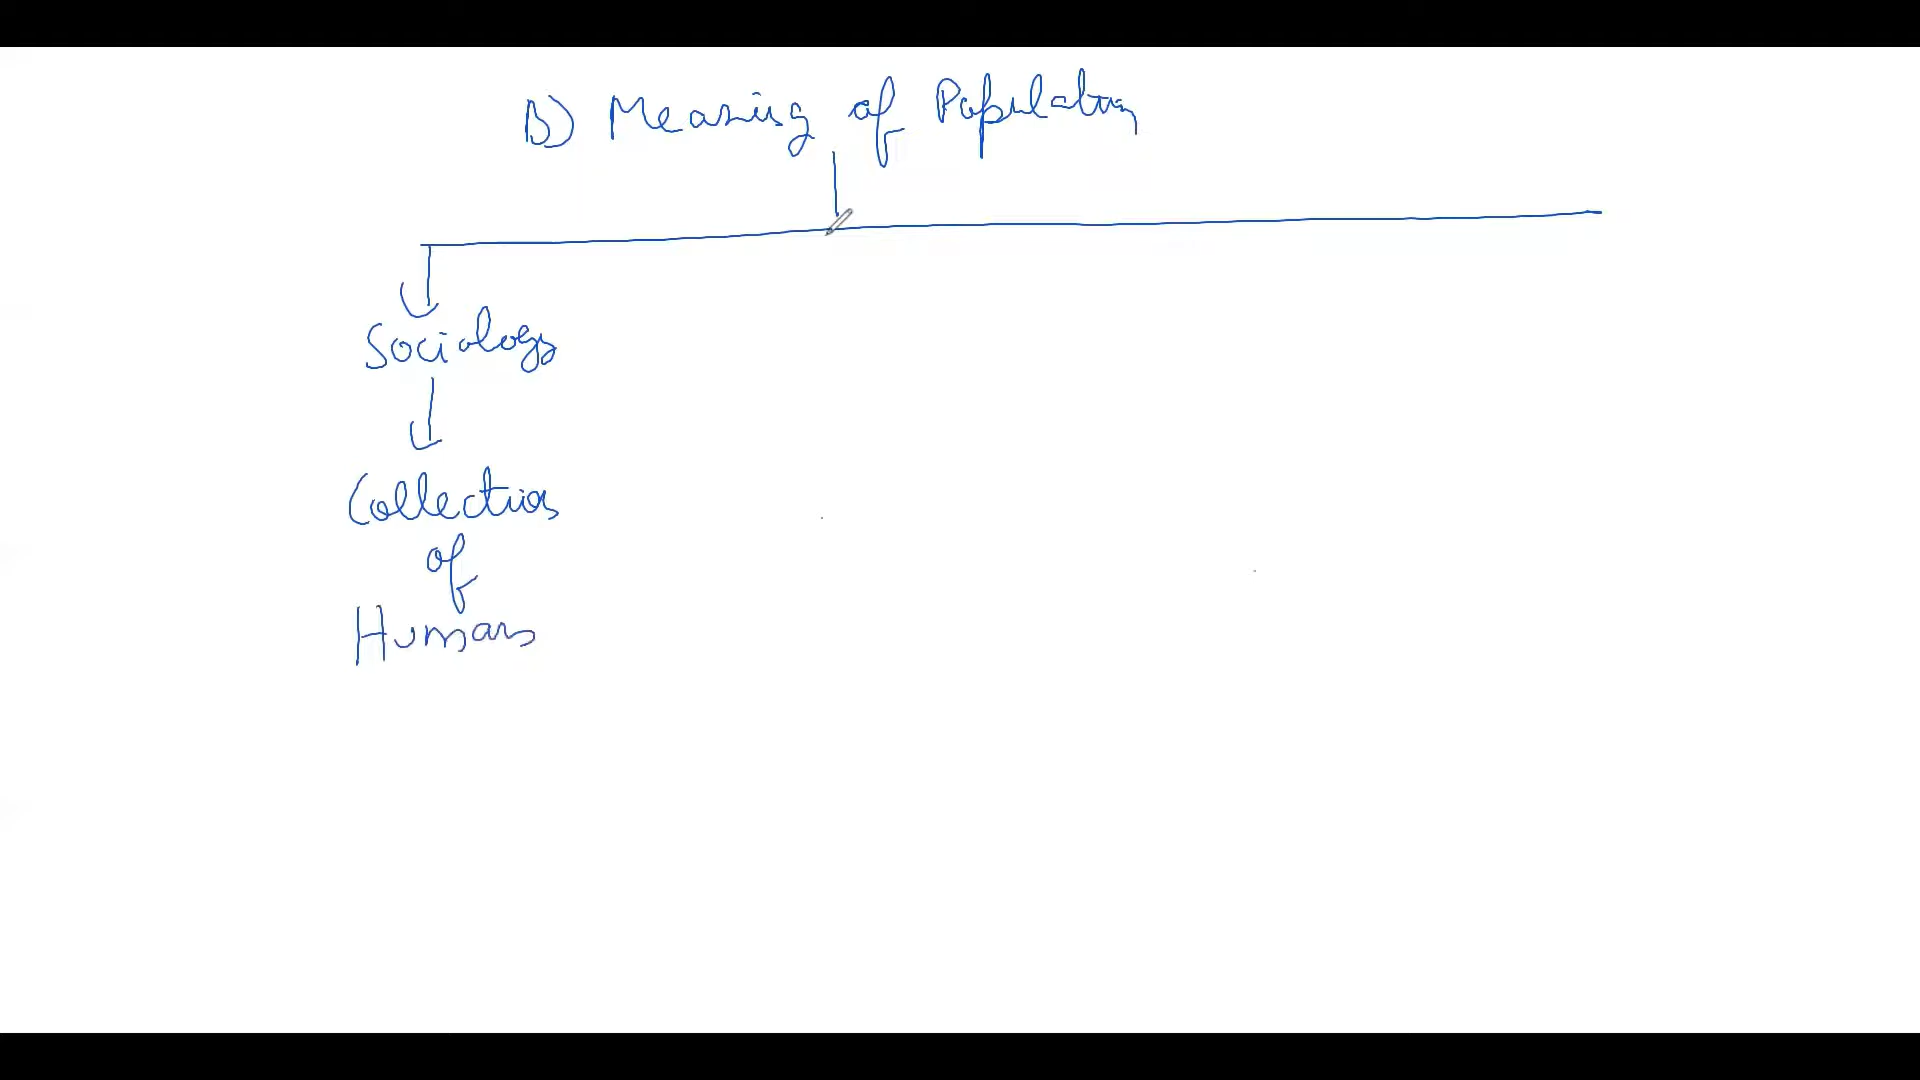 B) Meaning of Population
Sociology
Collection
of
Humans